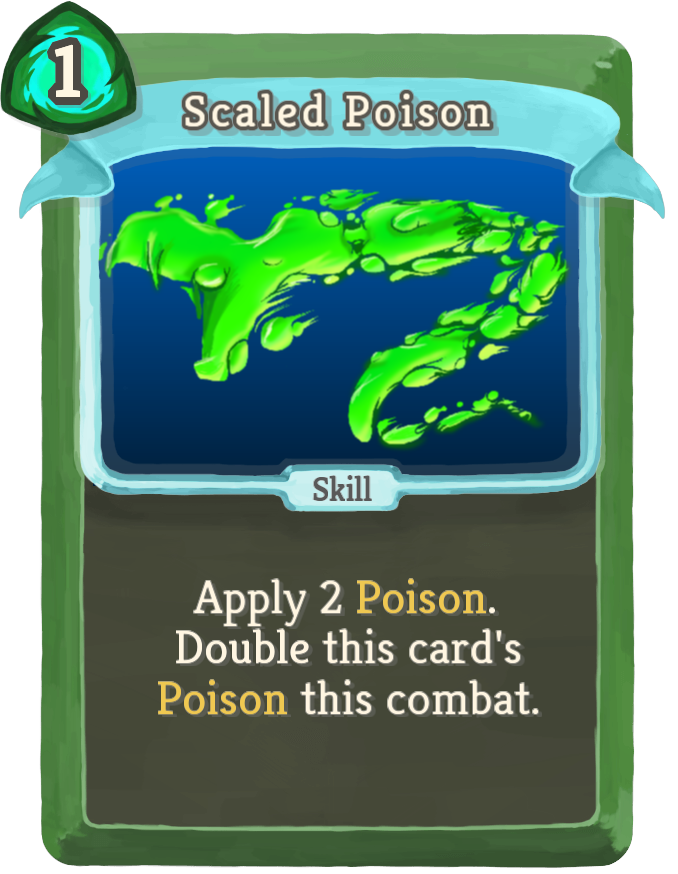 1
Scaled Poison
Skill
Apply 2 Poison.
Double this card's
Poison this combat.